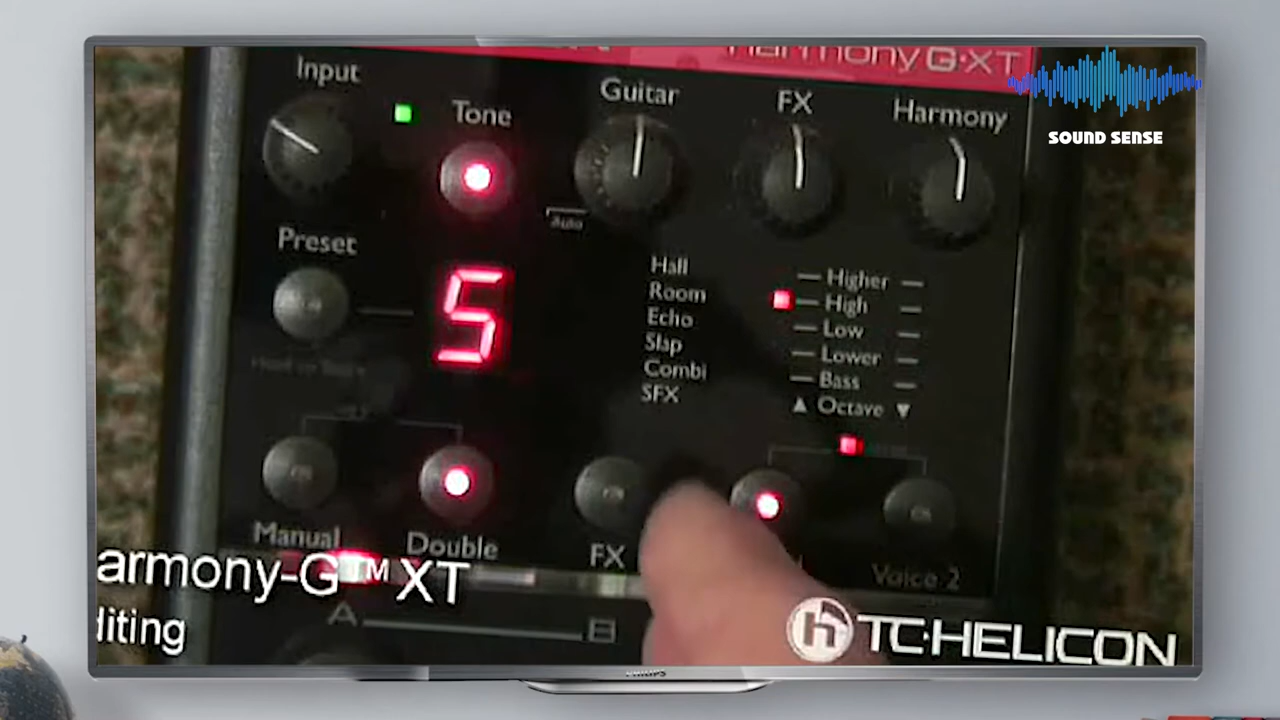 harmony G·XT
SOUND SENSE
Input
Tone
Guitar
FX
Harmony
Auto
Preset
5
Hall
Room
Echo
Slap
Combi
SFX
Higher
High
Low
Lower
Bass
▲ Octave ▼
Manual
Double
FX
Voice 2
A
B
armony-G™ XT
diting
h TC·HELICON
PHILIPS